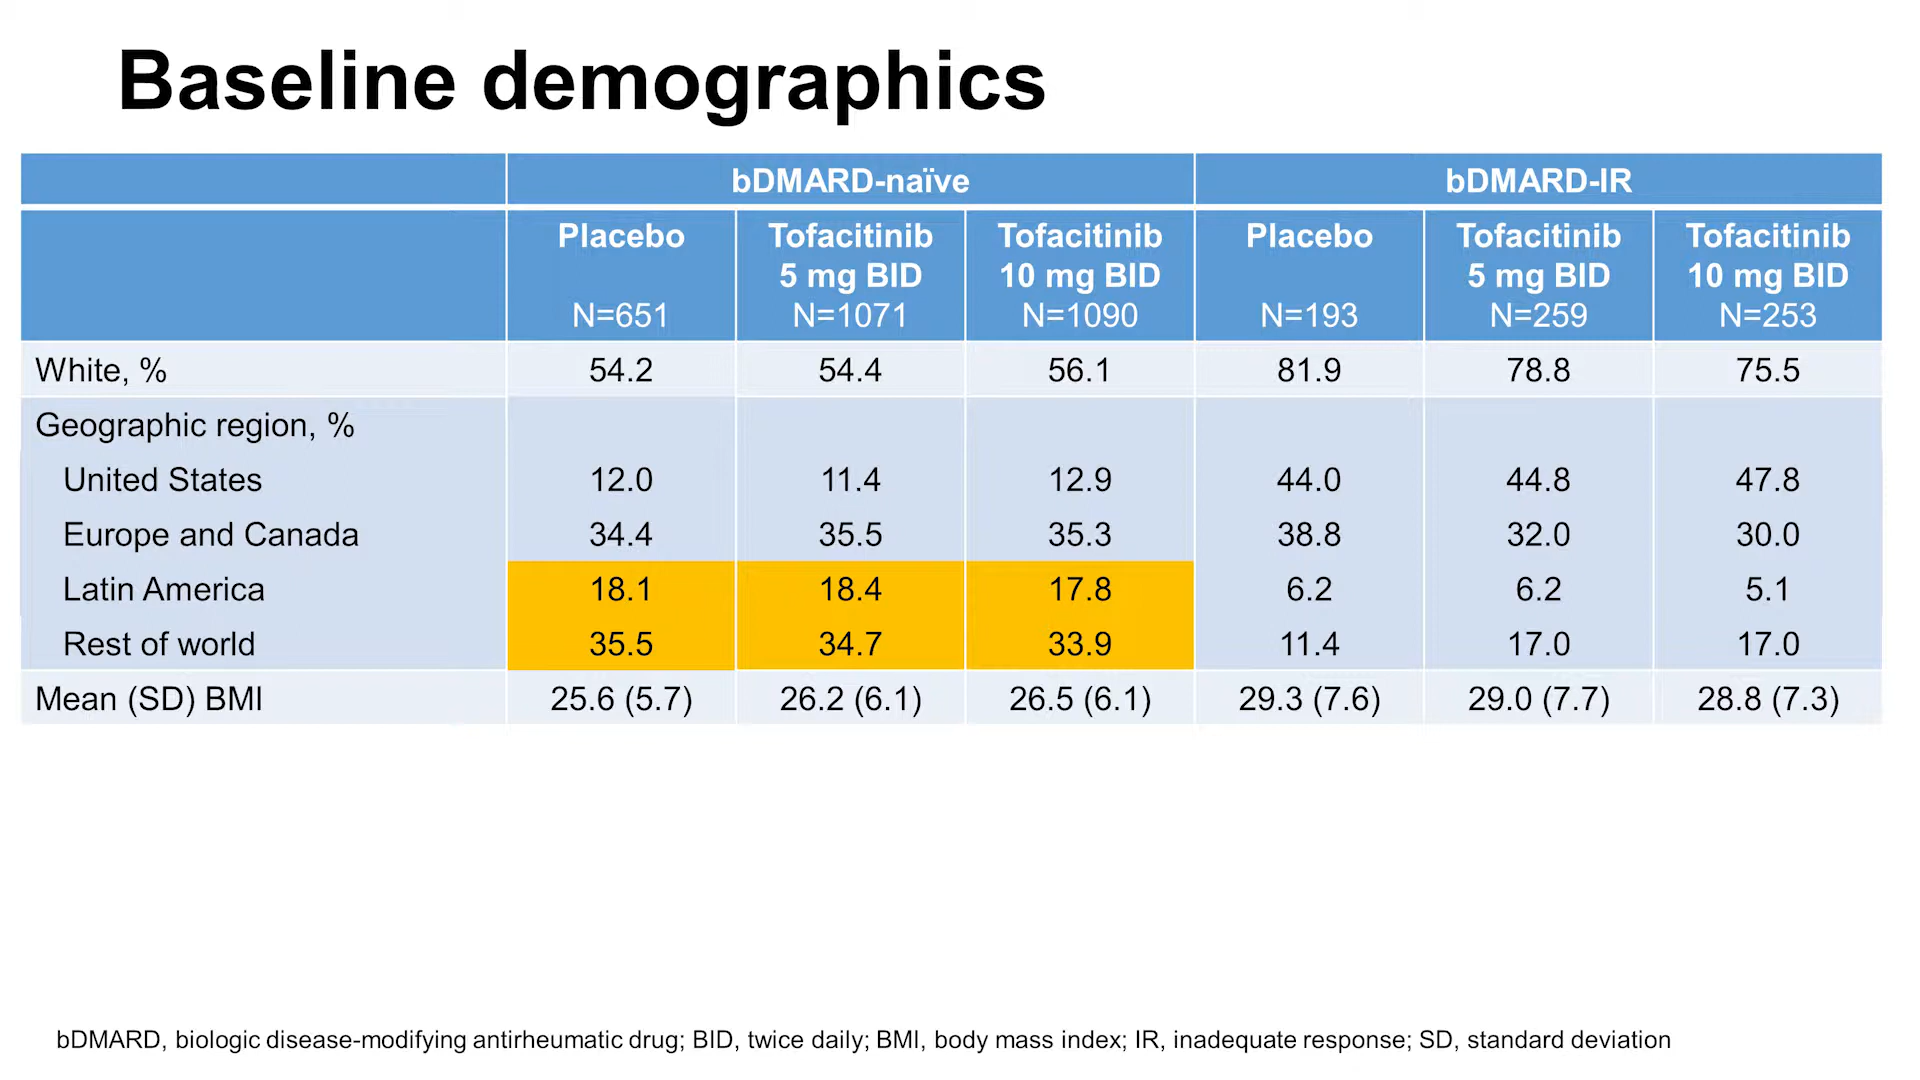 Baseline demographics
bDMARD-naïve bDMARD-IR
Placebo Tofacitinib Tofacitinib Placebo Tofacitinib Tofacitinib
5 mg BID 10 mg BID 5 mg BID 10 mg BID
N=651 N=1071 N=1090 N=193 N=259 N=253
White, % 54.2 54.4 56.1 81.9 78.8 75.5
Geographic region, %
United States 12.0 11.4 12.9 44.0 44.8 47.8
Europe and Canada 34.4 35.5 35.3 38.8 32.0 30.0
Latin America 18.1 18.4 17.8 6.2 6.2 5.1
Rest of world 35.5 34.7 33.9 11.4 17.0 17.0
Mean (SD) BMI 25.6 (5.7) 26.2 (6.1) 26.5 (6.1) 29.3 (7.6) 29.0 (7.7) 28.8 (7.3)
bDMARD, biologic disease-modifying antirheumatic drug; BID, twice daily; BMI, body mass index; IR, inadequate response; SD, standard deviation